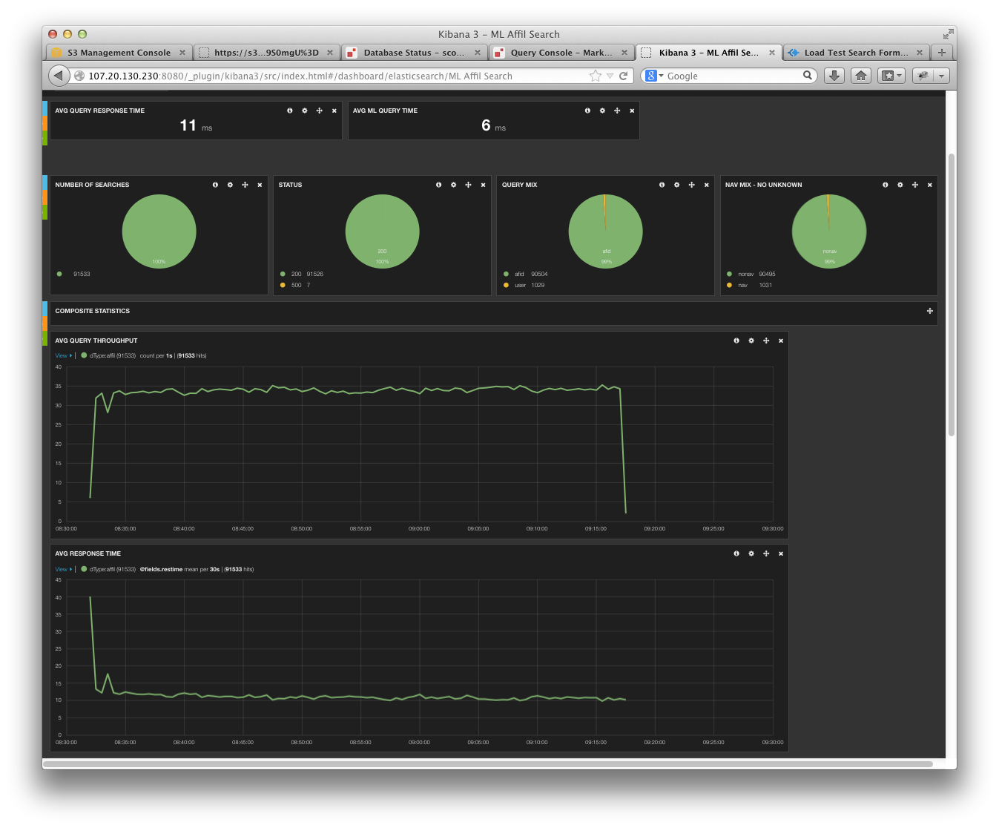 Kibana 3 – ML Affil Search
S3 Management Console
https://s3...9S0mgU%3D
Database Status – sco...
Query Console – Mark...
Kibana 3 – ML Affil Se...
Load Test Search Form...
107.20.130.230:8080/_plugin/kibana3/src/index.html#/dashboard/elasticsearch/ML Affil Search
Google
AVG QUERY RESPONSE TIME
11 ms
AVG ML QUERY TIME
6 ms
NUMBER OF SEARCHES
100%
91533
STATUS
200
100%
200 91526
500 7
QUERY MIX
afid
99%
afid 90504
user 1029
NAV MIX - NO UNKNOWN
nonav
99%
nonav 90495
nav 1031
COMPOSITE STATISTICS
AVG QUERY THROUGHPUT
View | dType:affil (91533) count per 1s | (91533 hits)
40
35
30
25
20
15
10
5
0
08:30:00 08:35:00 08:40:00 08:45:00 08:50:00 08:55:00 09:00:00 09:05:00 09:10:00 09:15:00 09:20:00 09:25:00 09:30:00
AVG RESPONSE TIME
View | dType:affil (91533) @fields.restime mean per 30s | (91533 hits)
45
40
35
30
25
20
15
10
5
0
08:30:00 08:35:00 08:40:00 08:45:00 08:50:00 08:55:00 09:00:00 09:05:00 09:10:00 09:15:00 09:20:00 09:25:00 09:30:00